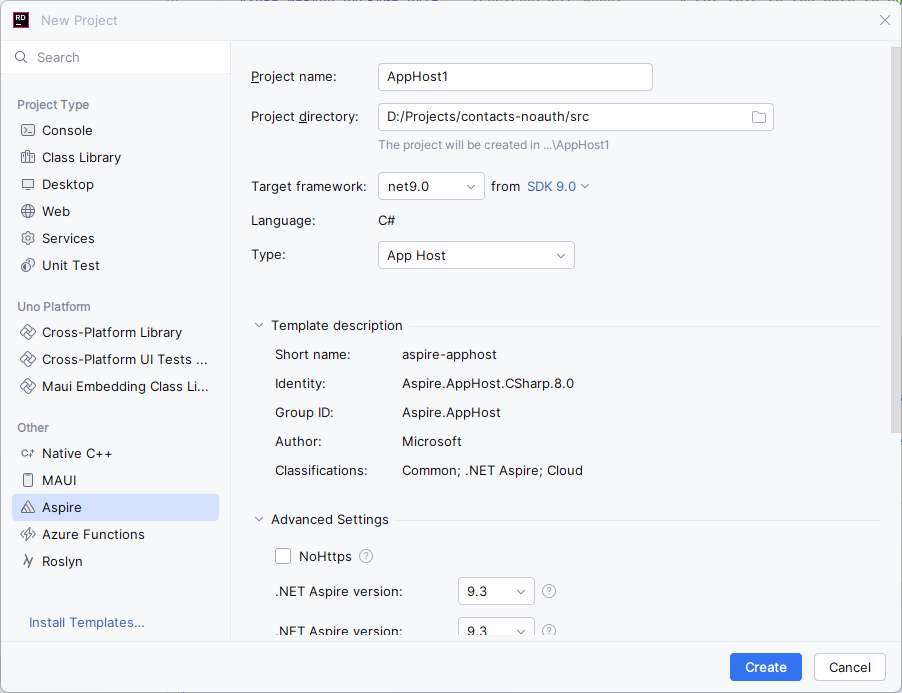 RD
New Project
Search
Project Type
Console
Class Library
Desktop
Web
Services
Unit Test
Uno Platform
Cross-Platform Library
Cross-Platform UI Tests ...
Maui Embedding Class Li...
Other
Native C++
MAUI
Aspire
Azure Functions
Roslyn
Install Templates...
Project name: AppHost1
Project directory: D:/Projects/contacts-noauth/src
The project will be created in ...\AppHost1
Target framework: net9.0 from SDK 9.0
Language: C#
Type: App Host
Template description
Short name: aspire-apphost
Identity: Aspire.AppHost.CSharp.8.0
Group ID: Aspire.AppHost
Author: Microsoft
Classifications: Common; .NET Aspire; Cloud
Advanced Settings
NoHttps ?
.NET Aspire version: 9.3 ?
.NET Aspire version: 9.3 ?
Create Cancel